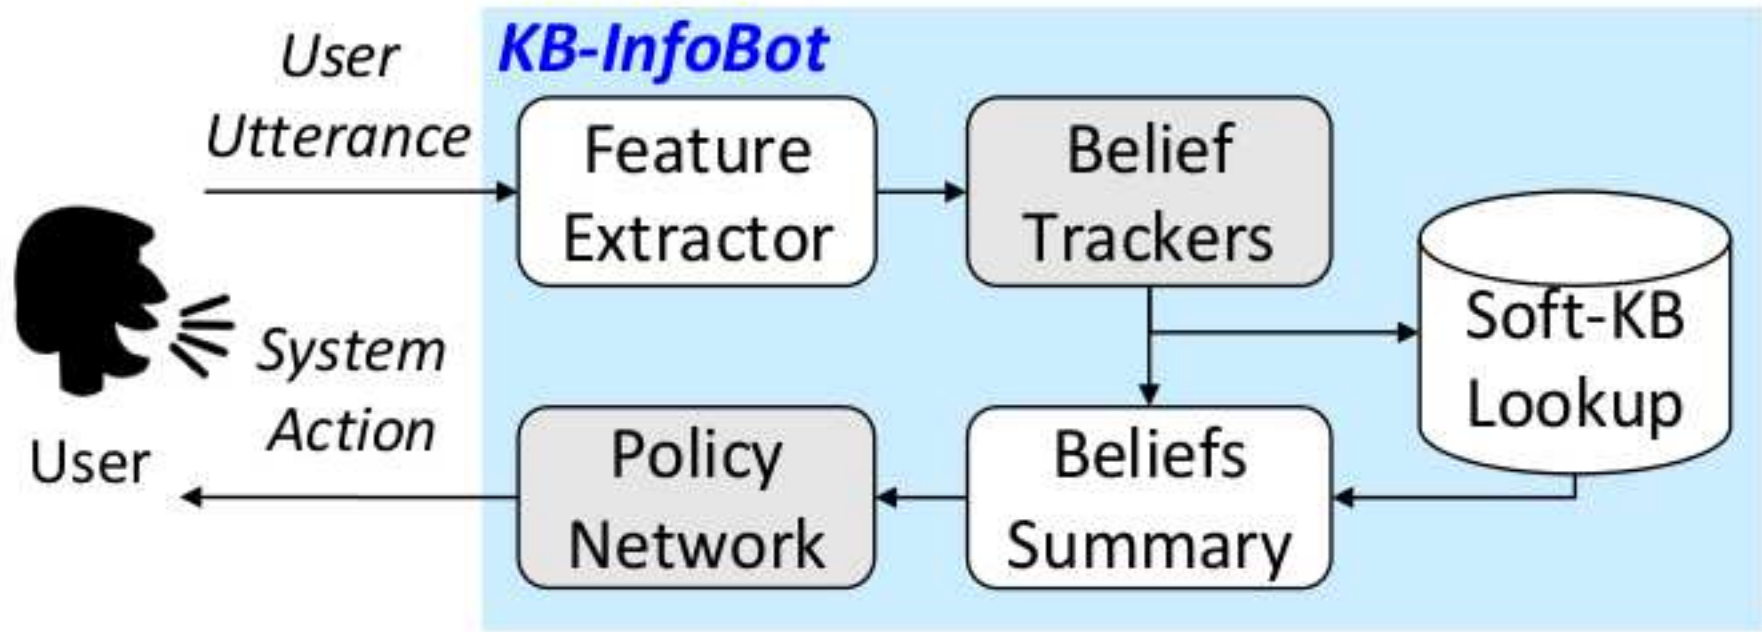 User
Utterance
KB-InfoBot
Feature
Extractor
Belief
Trackers
Soft-KB
Lookup
System
Action
User
Policy
Network
Beliefs
Summary